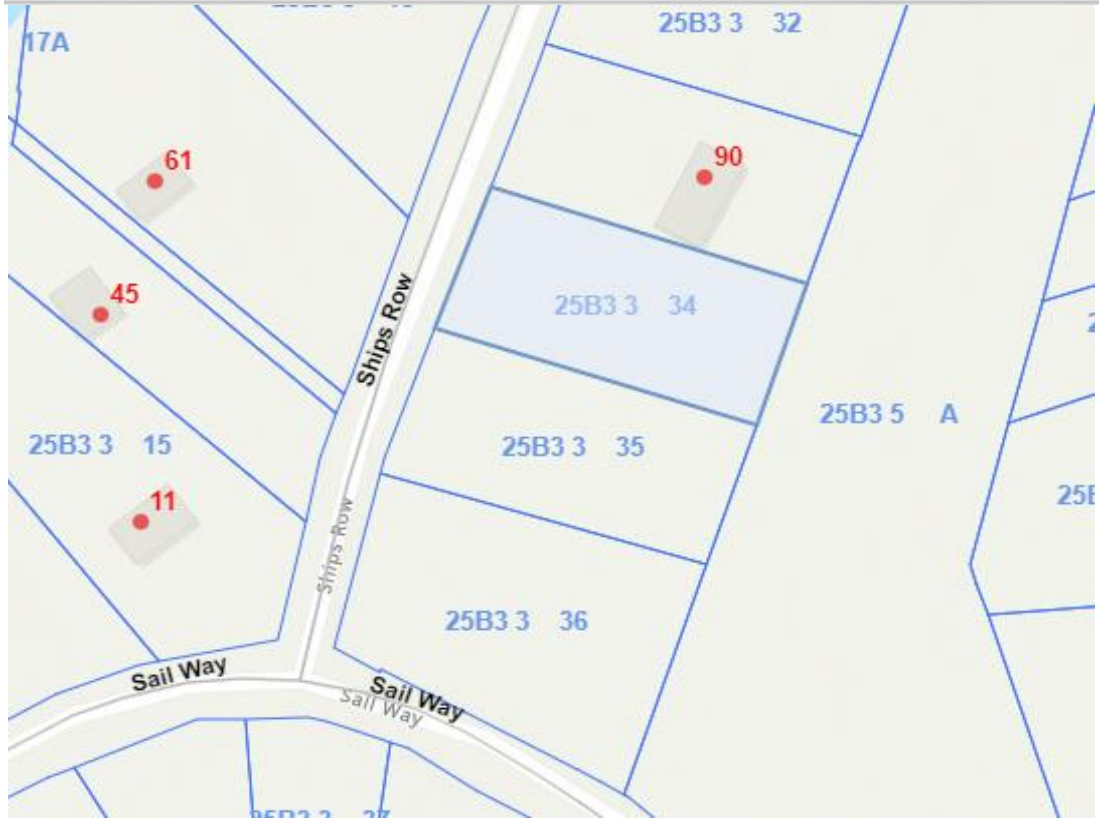 25B3 3 32
17A
90
61
25B3 3 34
45
Ships Row
25B3 5 A
25B3 3 15
25B3 3 35
11
Ships Row
25B3 3 36
Sail Way
Sail Way
Sail Way